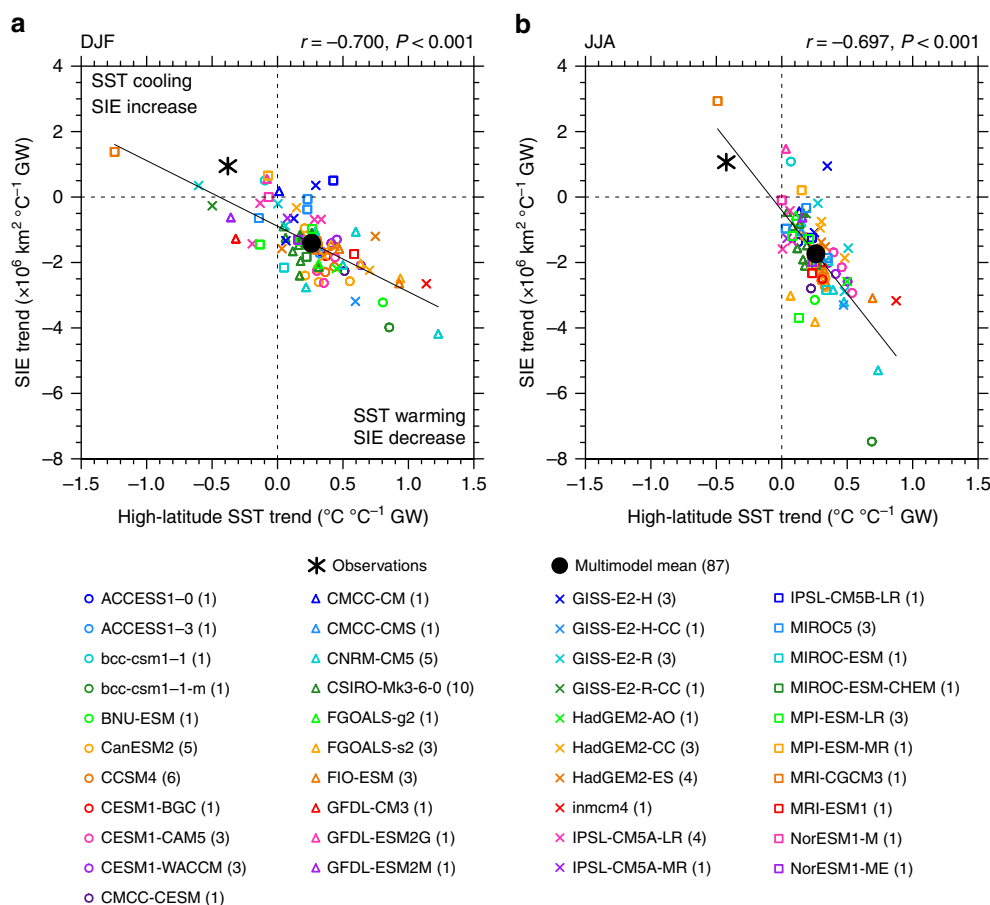 a
DJF
r = –0.700, P < 0.001
SST cooling
SIE increase
SST warming
SIE decrease
4
2
0
–2
–4
–6
–8
SIE trend (×10⁶ km² °C⁻¹ GW)
–1.5
–1.0
–0.5
0.0
0.5
1.0
1.5
High-latitude SST trend (°C °C⁻¹ GW)
b
JJA
r = –0.697, P < 0.001
4
2
0
–2
–4
–6
–8
SIE trend (×10⁶ km² °C⁻¹ GW)
–1.5
–1.0
–0.5
0.0
0.5
1.0
1.5
High-latitude SST trend (°C °C⁻¹ GW)
Observations
Multimodel mean (87)
ACCESS1–0 (1)
ACCESS1–3 (1)
bcc-csm1–1 (1)
bcc-csm1–1-m (1)
BNU-ESM (1)
CanESM2 (5)
CCSM4 (6)
CESM1-BGC (1)
CESM1-CAM5 (3)
CESM1-WACCM (3)
CMCC-CESM (1)
CMCC-CM (1)
CMCC-CMS (1)
CNRM-CM5 (5)
CSIRO-Mk3-6-0 (10)
FGOALS-g2 (1)
FGOALS-s2 (3)
FIO-ESM (3)
GFDL-CM3 (1)
GFDL-ESM2G (1)
GFDL-ESM2M (1)
GISS-E2-H (3)
GISS-E2-H-CC (1)
GISS-E2-R (3)
GISS-E2-R-CC (1)
HadGEM2-AO (1)
HadGEM2-CC (3)
HadGEM2-ES (4)
inmcm4 (1)
IPSL-CM5A-LR (4)
IPSL-CM5A-MR (1)
IPSL-CM5B-LR (1)
MIROC5 (3)
MIROC-ESM (1)
MIROC-ESM-CHEM (1)
MPI-ESM-LR (3)
MPI-ESM-MR (1)
MRI-CGCM3 (1)
MRI-ESM1 (1)
NorESM1-M (1)
NorESM1-ME (1)